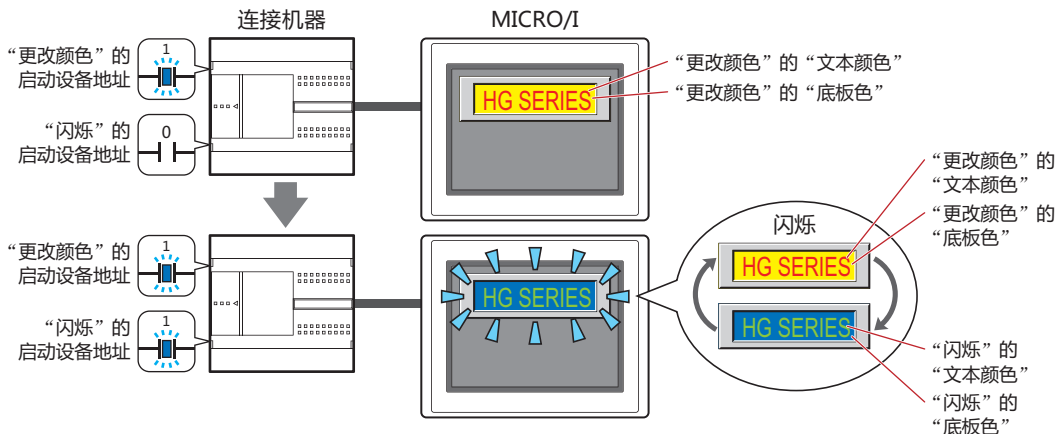 连接机器
MICRO/I
“更改颜色”的
启动设备地址
1
“闪烁”的
启动设备地址
0
HG SERIES
“更改颜色”的“文本颜色”
“更改颜色”的“底板色”
“更改颜色”的
启动设备地址
1
“闪烁”的
启动设备地址
1
HG SERIES
闪烁
HG SERIES
HG SERIES
“更改颜色”的
“文本颜色”
“更改颜色”的
“底板色”
“闪烁”的
“文本颜色”
“闪烁”的
“底板色”